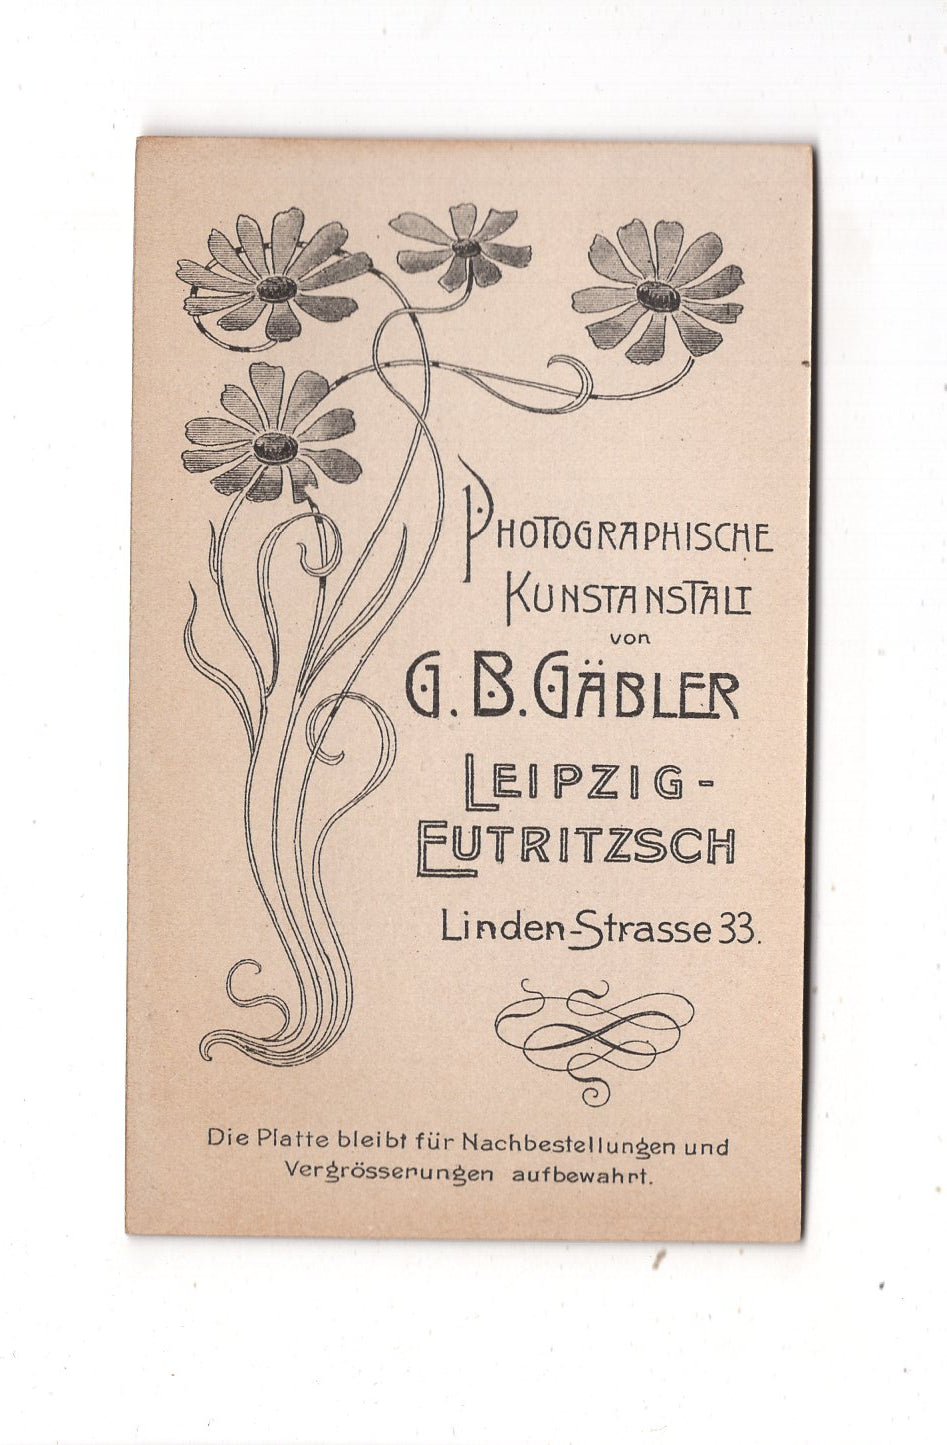 Photographische
Kunstanstalt
von
G. B. Gäbler
Leipzig-
Eutritzsch
Linden-Strasse 33.
Die Platte bleibt für Nachbestellungen und
Vergrösserungen aufbewahrt.